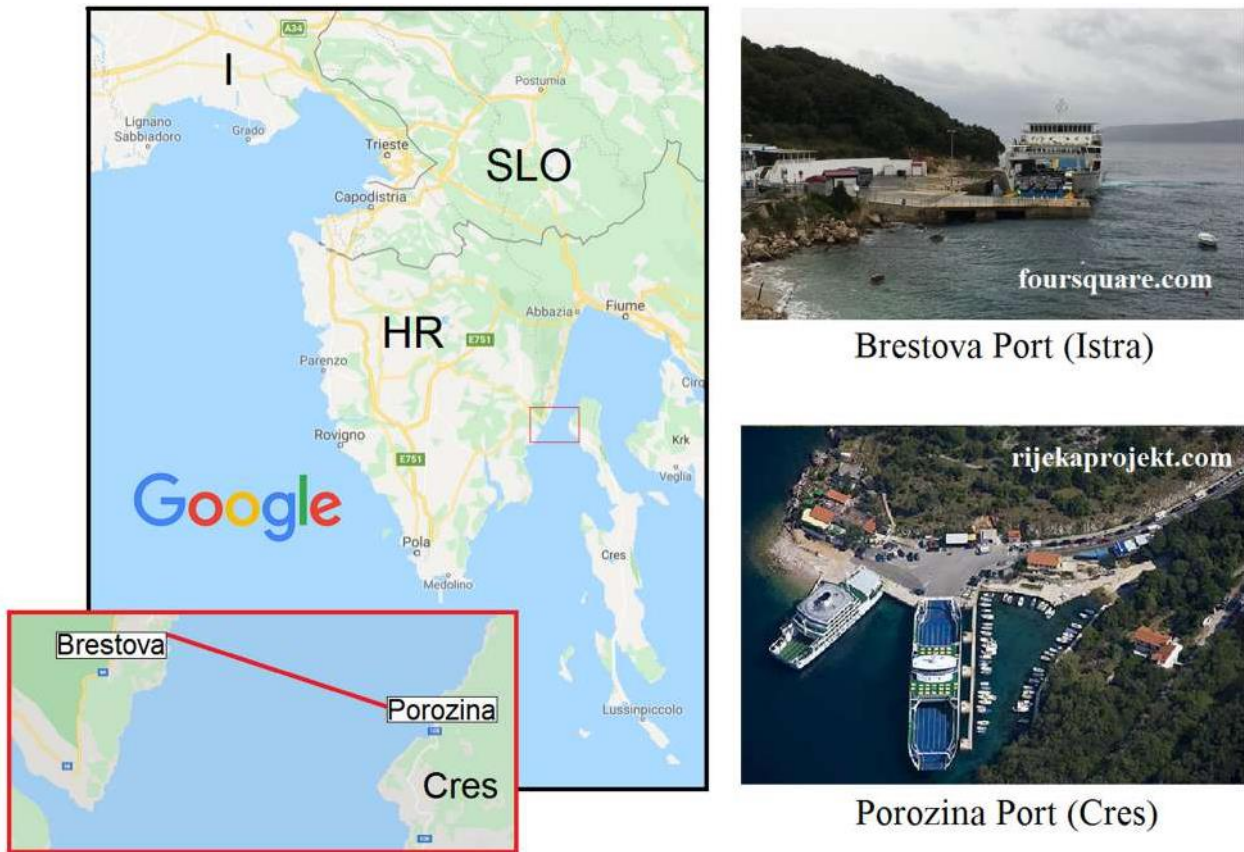 A34
I
Postumia
Lignano
Sabbiadoro
Grado
Trieste
SLO
Capodistria
HR
Abbazia
Fiume
E751
Parenzo
Cirq
Rovigno
Krk
E751
Veglia
Google
Pola
Cres
Medolino
Lussinpiccolo
Brestova
Porozina
Cres
foursquare.com
Brestova Port (Istra)
rijekaprojekt.com
Porozina Port (Cres)